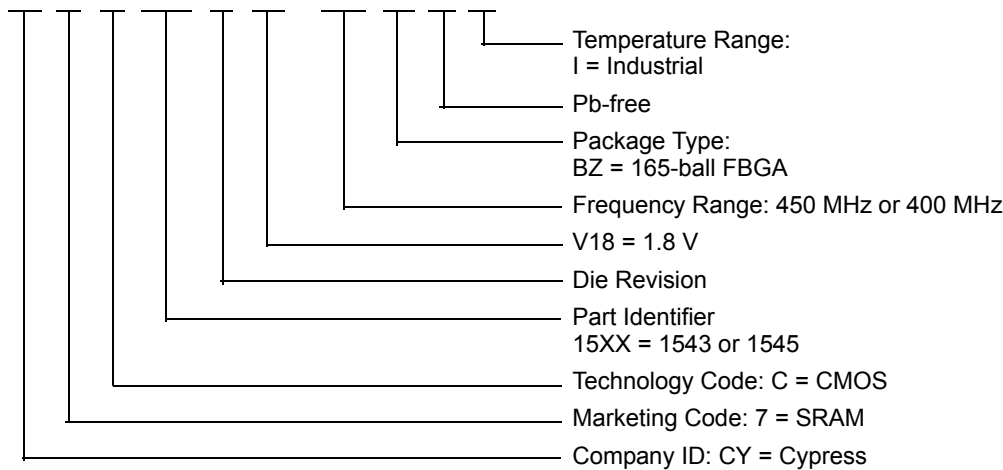 Temperature Range:
I = Industrial
Pb-free
Package Type:
BZ = 165-ball FBGA
Frequency Range: 450 MHz or 400 MHz
V18 = 1.8 V
Die Revision
Part Identifier
15XX = 1543 or 1545
Technology Code: C = CMOS
Marketing Code: 7 = SRAM
Company ID: CY = Cypress